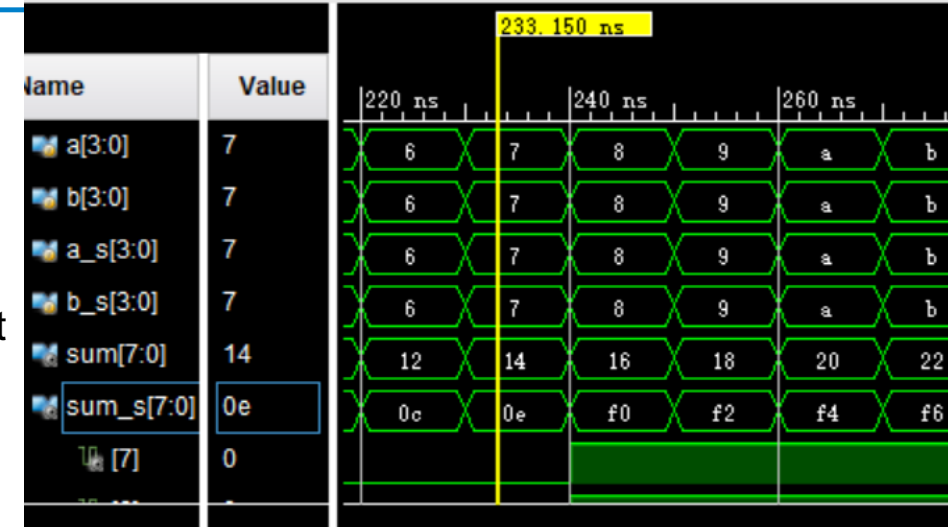 233.150 ns
Name Value 220 ns 240 ns 260 ns
a[3:0] 7 6 7 8 9 a b
b[3:0] 7 6 7 8 9 a b
a_s[3:0] 7 6 7 8 9 a b
b_s[3:0] 7 6 7 8 9 a b
t
sum[7:0] 14 12 14 16 18 20 22
sum_s[7:0] 0e 0c 0e f0 f2 f4 f6
[7] 0